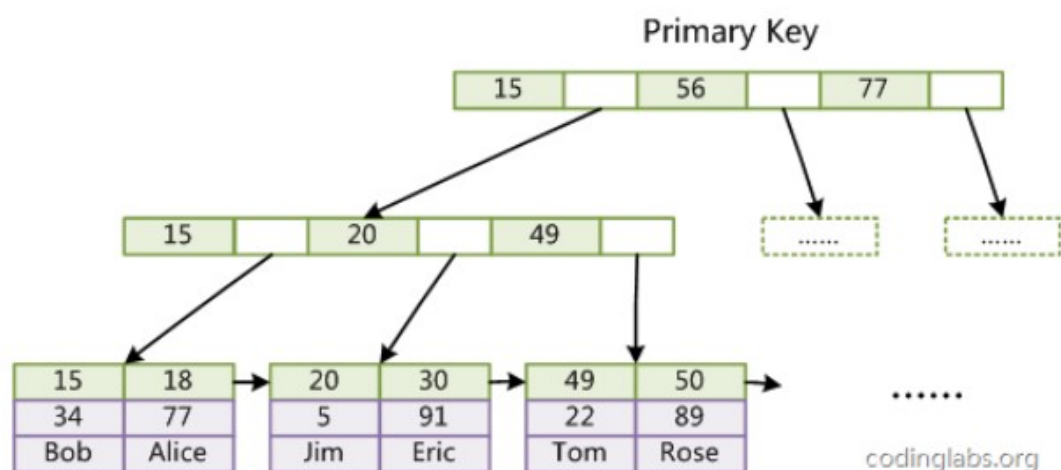 Primary Key
15 56 77
15 20 49
...... ......
15 18 20 30 49 50
34 77 5 91 22 89
Bob Alice Jim Eric Tom Rose
......
codinglabs.org